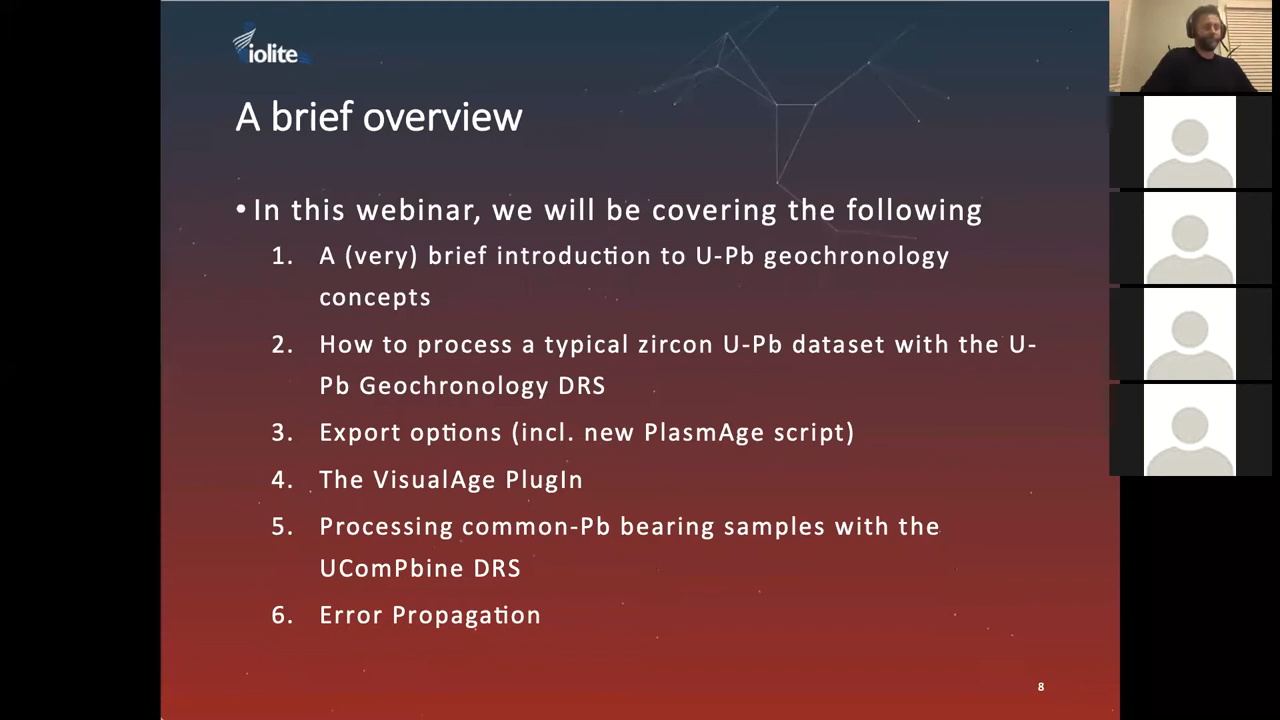 iolite
A brief overview
• In this webinar, we will be covering the following
1. A (very) brief introduction to U-Pb geochronology
concepts
2. How to process a typical zircon U-Pb dataset with the U-
Pb Geochronology DRS
3. Export options (incl. new PlasmAge script)
4. The VisualAge PlugIn
5. Processing common-Pb bearing samples with the
UComPbine DRS
6. Error Propagation
8